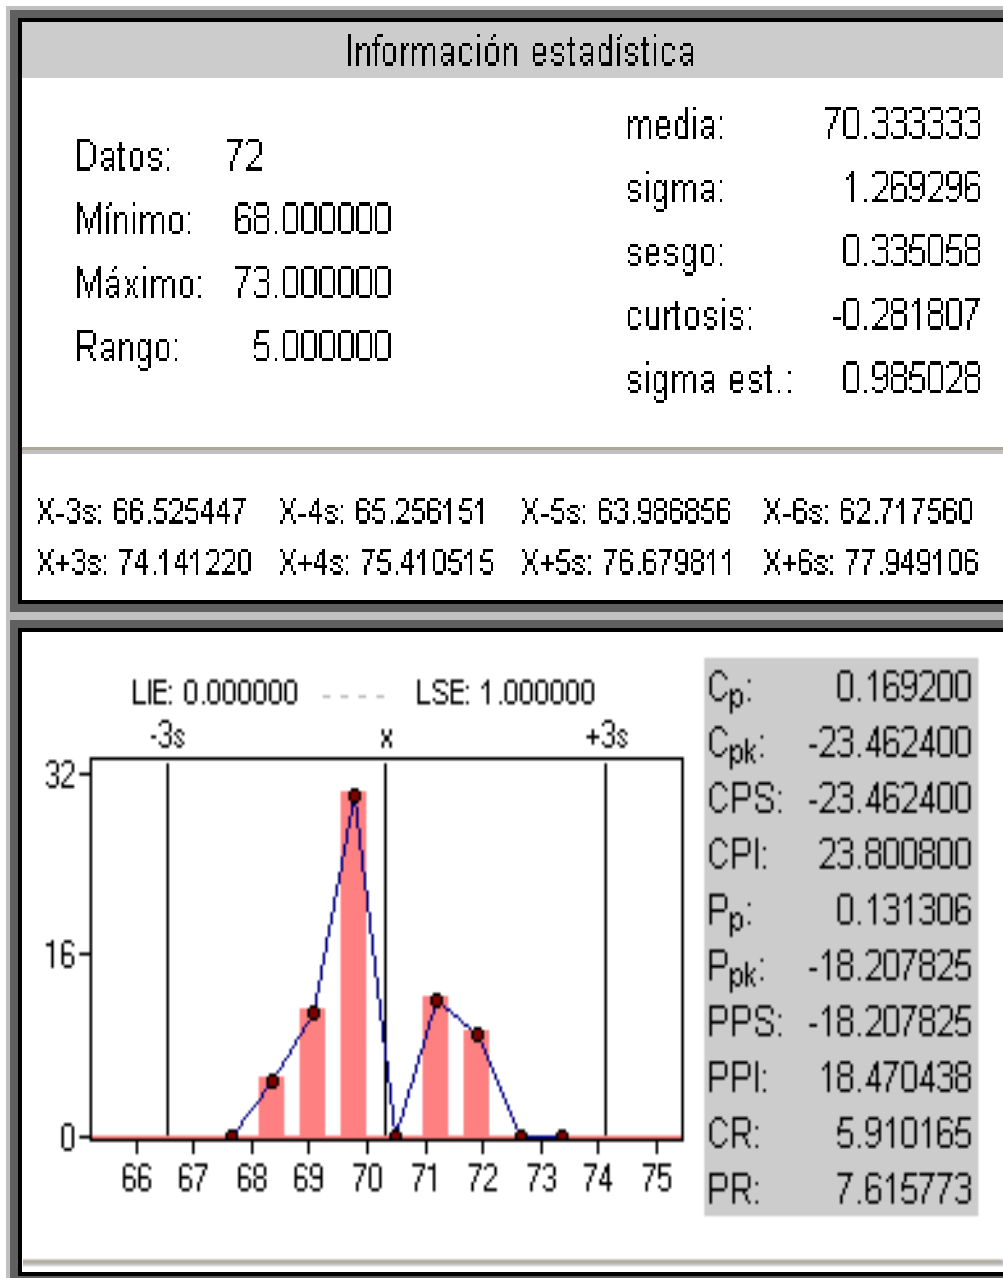 Información estadística
Datos: 72
Mínimo: 68.000000
Máximo: 73.000000
Rango: 5.000000
media: 70.333333
sigma: 1.269296
sesgo: 0.335058
curtosis: -0.281807
sigma est.: 0.985028
X-3s: 66.525447 X-4s: 65.256151 X-5s: 63.986856 X-6s: 62.717560
X+3s: 74.141220 X+4s: 75.410515 X+5s: 76.679811 X+6s: 77.949106
LIE: 0.000000 ---- LSE: 1.000000
-3s x +3s
32
16
0
66 67 68 69 70 71 72 73 74 75
Cp: 0.169200
Cpk: -23.462400
CPS: -23.462400
CPI: 23.800800
Pp: 0.131306
Ppk: -18.207825
PPS: -18.207825
PPI: 18.470438
CR: 5.910165
PR: 7.615773